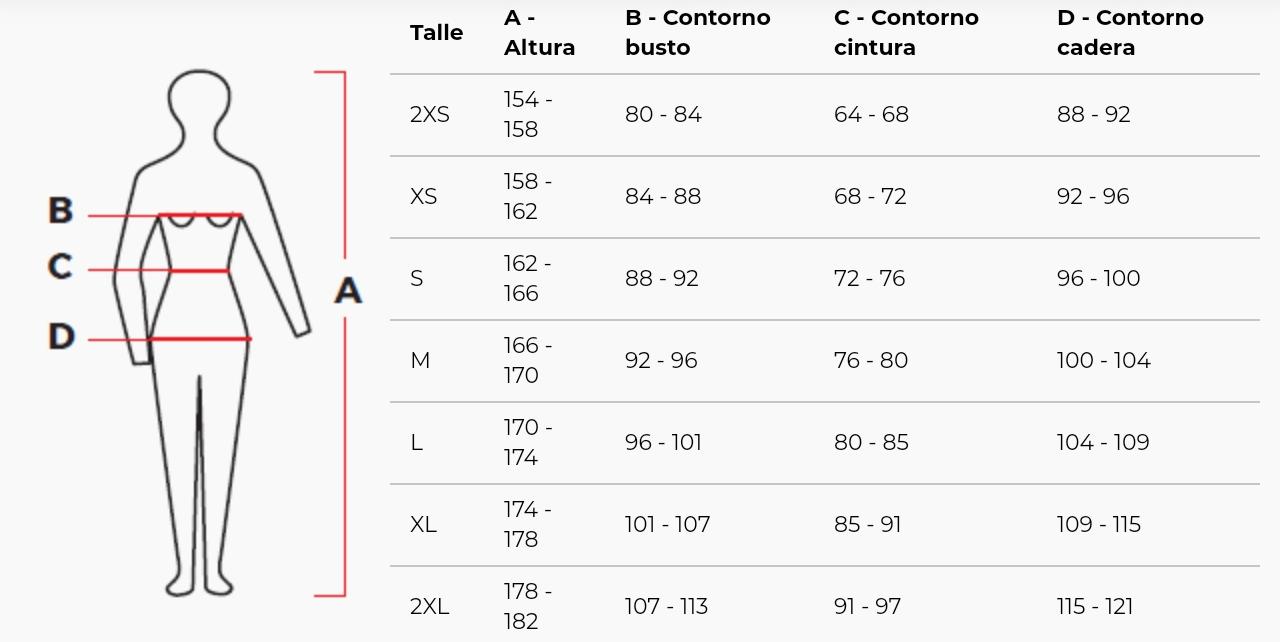 Talle
A -
Altura
B - Contorno
busto
C - Contorno
cintura
D - Contorno
cadera
2XS
154 -
158
80 - 84
64 - 68
88 - 92
XS
158 -
162
84 - 88
68 - 72
92 - 96
S
162 -
166
88 - 92
72 - 76
96 - 100
M
166 -
170
92 - 96
76 - 80
100 - 104
L
170 -
174
96 - 101
80 - 85
104 - 109
XL
174 -
178
101 - 107
85 - 91
109 - 115
2XL
178 -
182
107 - 113
91 - 97
115 - 121
B
C
A
D